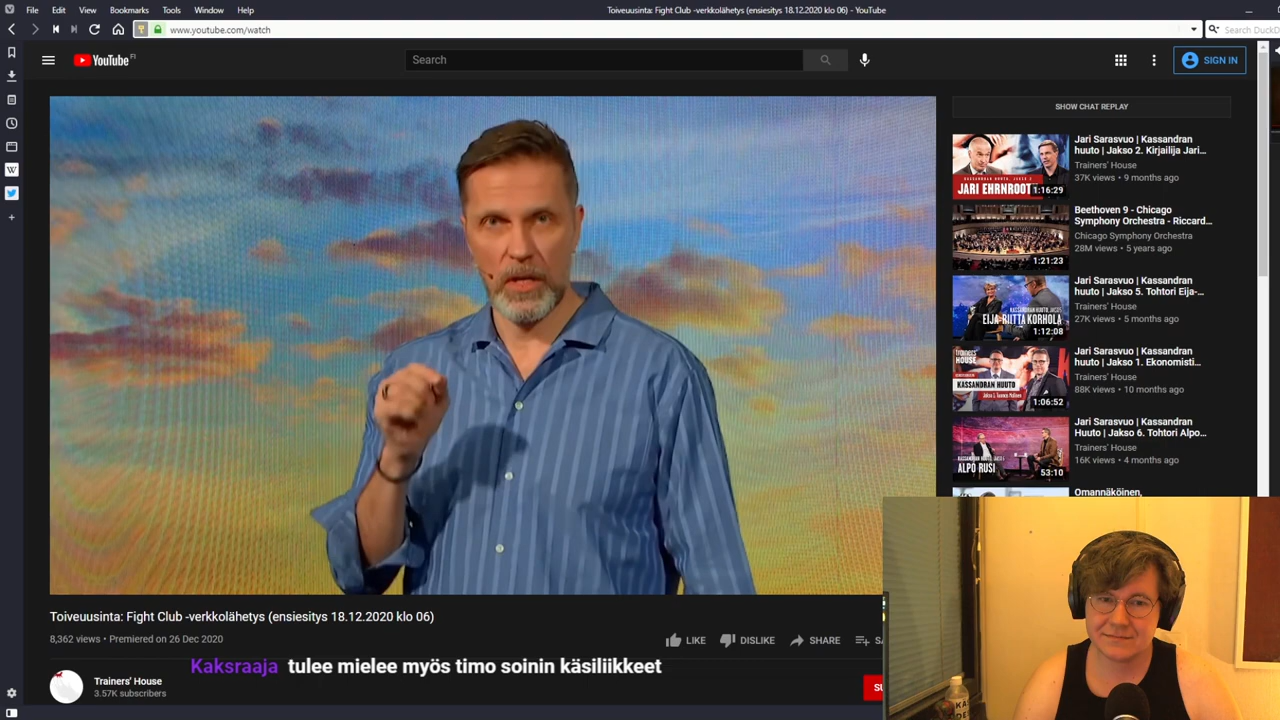 File Edit View Bookmarks Tools Window Help
Toiveuusinta: Fight Club -verkkolähetys (ensiesitys 18.12.2020 klo 06) - YouTube
www.youtube.com/watch
Search DuckD
YouTube FI
Search
SIGN IN
SHOW CHAT REPLAY
Jari Sarasvuo | Kassandran
huuto | Jakso 2. Kirjailija Jari...
Trainers' House
37K views • 9 months ago
JARI EHRNROOT
1:16:29
Beethoven 9 - Chicago
Symphony Orchestra - Riccard...
Chicago Symphony Orchestra
28M views • 5 years ago
1:21:23
Jari Sarasvuo | Kassandran
huuto | Jakso 5. Tohtori Eija-...
Trainers' House
27K views • 5 months ago
EIJA-RIITTA KORHOLA
1:12:08
Jari Sarasvuo | Kassandran
huuto | Jakso 1. Ekonomisti...
Trainers' House
88K views • 10 months ago
Trainers' HOUSE
KASSANDRAN HUUTO
1:06:52
Jari Sarasvuo | Kassandran
Huuto | Jakso 6. Tohtori Alpo...
Trainers' House
16K views • 4 months ago
ALPO RUSI
53:10
Omannäköinen,
Toiveuusinta: Fight Club -verkkolähetys (ensiesitys 18.12.2020 klo 06)
8,362 views • Premiered on 26 Dec 2020
LIKE DISLIKE SHARE SA
Kaksraaja tulee mielee myös timo soinin käsiliikkeet
Trainers' House
3.57K subscribers
SU